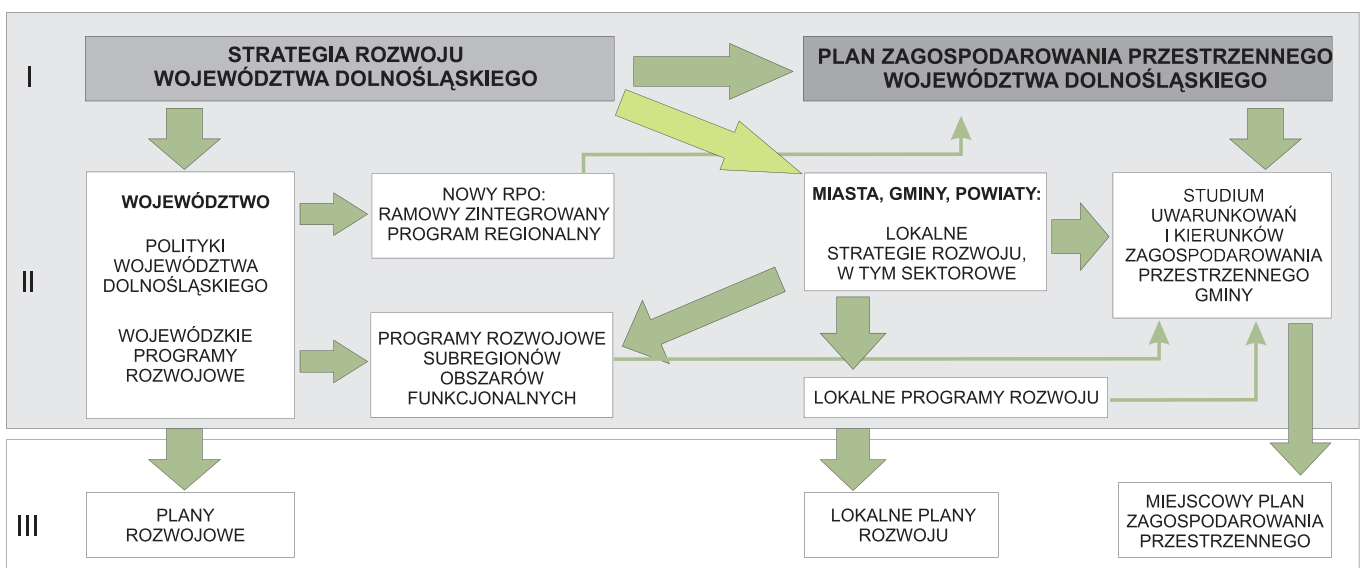 I
STRATEGIA ROZWOJU
WOJEWÓDZTWA DOLNOŚLĄSKIEGO
PLAN ZAGOSPODAROWANIA PRZESTRZENNEGO
WOJEWÓDZTWA DOLNOŚLĄSKIEGO
II
WOJEWÓDZTWO
POLITYKI
WOJEWÓDZTWA
DOLNOŚLĄSKIEGO
WOJEWÓDZKIE
PROGRAMY
ROZWOJOWE
NOWY RPO:
RAMOWY ZINTEGROWANY
PROGRAM REGIONALNY
PROGRAMY ROZWOJOWE
SUBREGIONÓW
OBSZARÓW
FUNKCJONALNYCH
MIASTA, GMINY, POWIATY:
LOKALNE
STRATEGIE ROZWOJU,
W TYM SEKTOROWE
LOKALNE PROGRAMY ROZWOJU
STUDIUM
UWARUNKOWAŃ
I KIERUNKÓW
ZAGOSPODAROWANIA
PRZESTRZENNEGO
GMINY
III
PLANY
ROZWOJOWE
LOKALNE PLANY
ROZWOJU
MIEJSCOWY PLAN
ZAGOSPODAROWANIA
PRZESTRZENNEGO